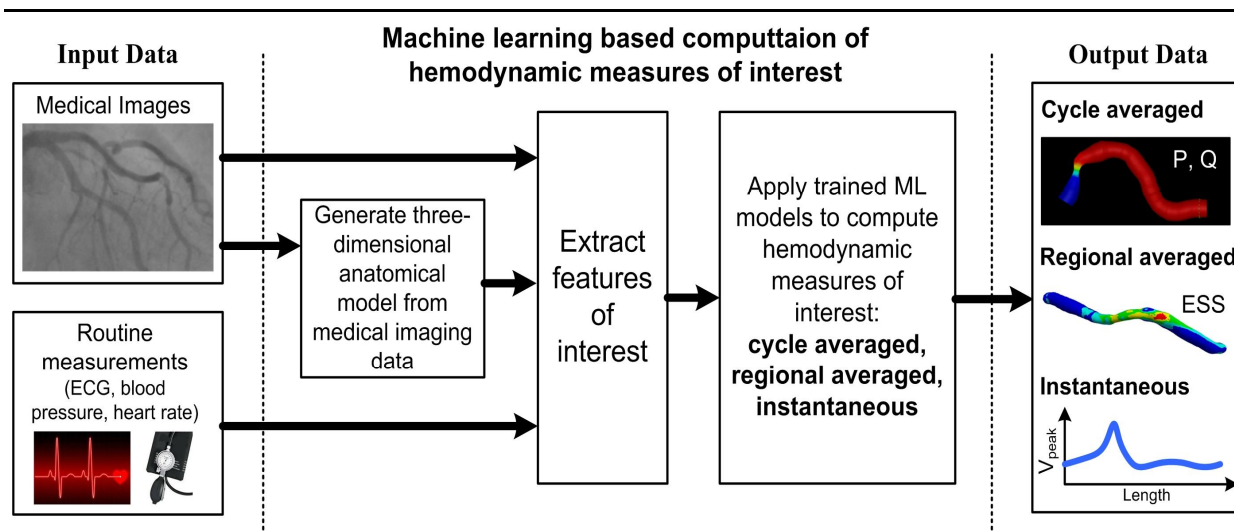 Input Data
Medical Images
Routine
measurements
(ECG, blood
pressure, heart rate)
Machine learning based computtaion of
hemodynamic measures of interest
Generate three-
dimensional
anatomical
model from
medical imaging
data
Extract
features
of
interest
Apply trained ML
models to compute
hemodynamic
measures of
interest:
cycle averaged,
regional averaged,
instantaneous
Output Data
Cycle averaged
P, Q
Regional averaged
ESS
Instantaneous
Vpeak
Length